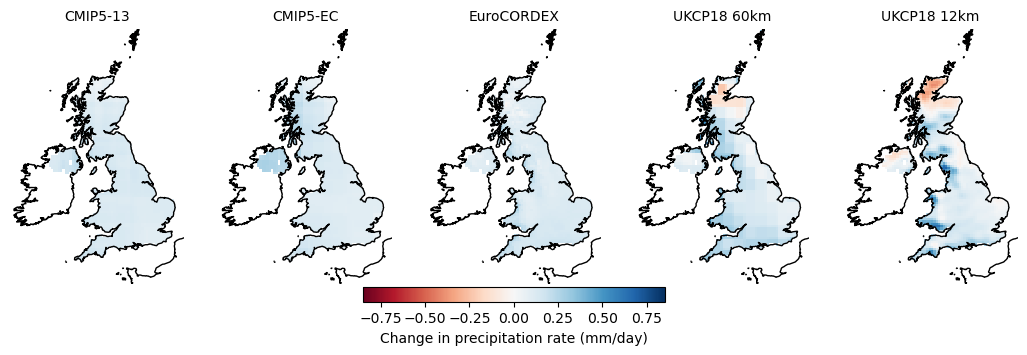 CMIP5-13 CMIP5-EC EuroCORDEX UKCP18 60km UKCP18 12km
−0.75 −0.50 −0.25 0.00 0.25 0.50 0.75
Change in precipitation rate (mm/day)